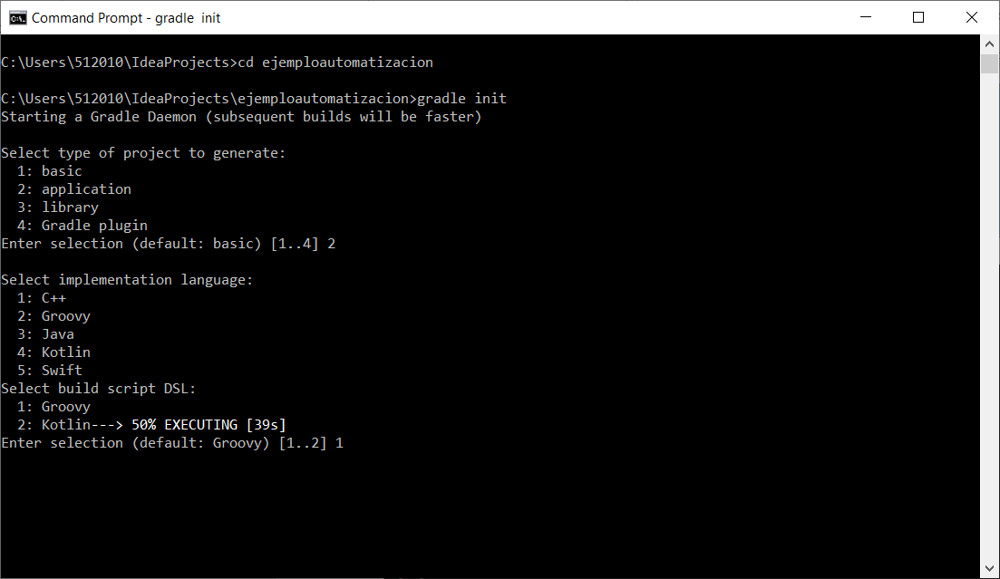 Command Prompt - gradle  init
C:\Users\512010\IdeaProjects>cd ejemploautomatizacion
C:\Users\512010\IdeaProjects\ejemploautomatizacion>gradle init
Starting a Gradle Daemon (subsequent builds will be faster)
Select type of project to generate:
  1: basic
  2: application
  3: library
  4: Gradle plugin
Enter selection (default: basic) [1..4] 2
Select implementation language:
  1: C++
  2: Groovy
  3: Java
  4: Kotlin
  5: Swift
Select build script DSL:
  1: Groovy
  2: Kotlin---> 50% EXECUTING [39s]
Enter selection (default: Groovy) [1..2] 1